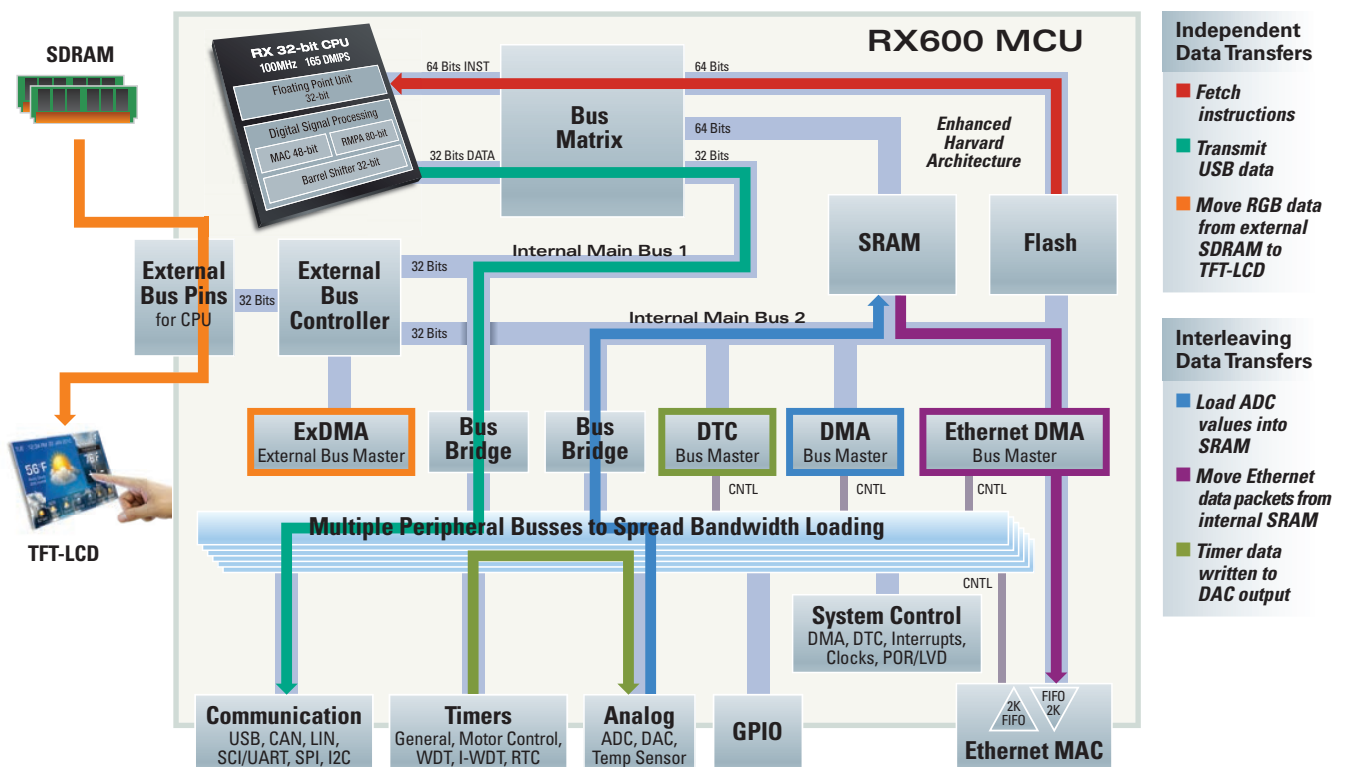 RX600 MCU
SDRAM
RX 32-bit CPU
100MHz 165 DMIPS
Floating Point Unit
32-bit
Digital Signal Processing
MAC 48-bit
RMPA 80-bit
Barrel Shifter 32-bit
64 Bits INST
32 Bits DATA
Bus
Matrix
64 Bits
64 Bits
32 Bits
Enhanced
Harvard
Architecture
SRAM
Flash
Internal Main Bus 1
Internal Main Bus 2
External
Bus Pins
for CPU
32 Bits
External
Bus
Controller
32 Bits
32 Bits
ExDMA
External Bus Master
Bus
Bridge
Bus
Bridge
DTC
Bus Master
DMA
Bus Master
Ethernet DMA
Bus Master
CNTL
CNTL
CNTL
Multiple Peripheral Busses to Spread Bandwidth Loading
CNTL
56°F
TFT-LCD
System Control
DMA, DTC, Interrupts,
Clocks, POR/LVD
Communication
USB, CAN, LIN,
SCI/UART, SPI, I2C
Timers
General, Motor Control,
WDT, I-WDT, RTC
Analog
ADC, DAC,
Temp Sensor
GPIO
2K
FIFO
FIFO
2K
Ethernet MAC
Independent
Data Transfers
Fetch
instructions
Transmit
USB data
Move RGB data
from external
SDRAM to
TFT-LCD
Interleaving
Data Transfers
Load ADC
values into
SRAM
Move Ethernet
data packets from
internal SRAM
Timer data
written to
DAC output